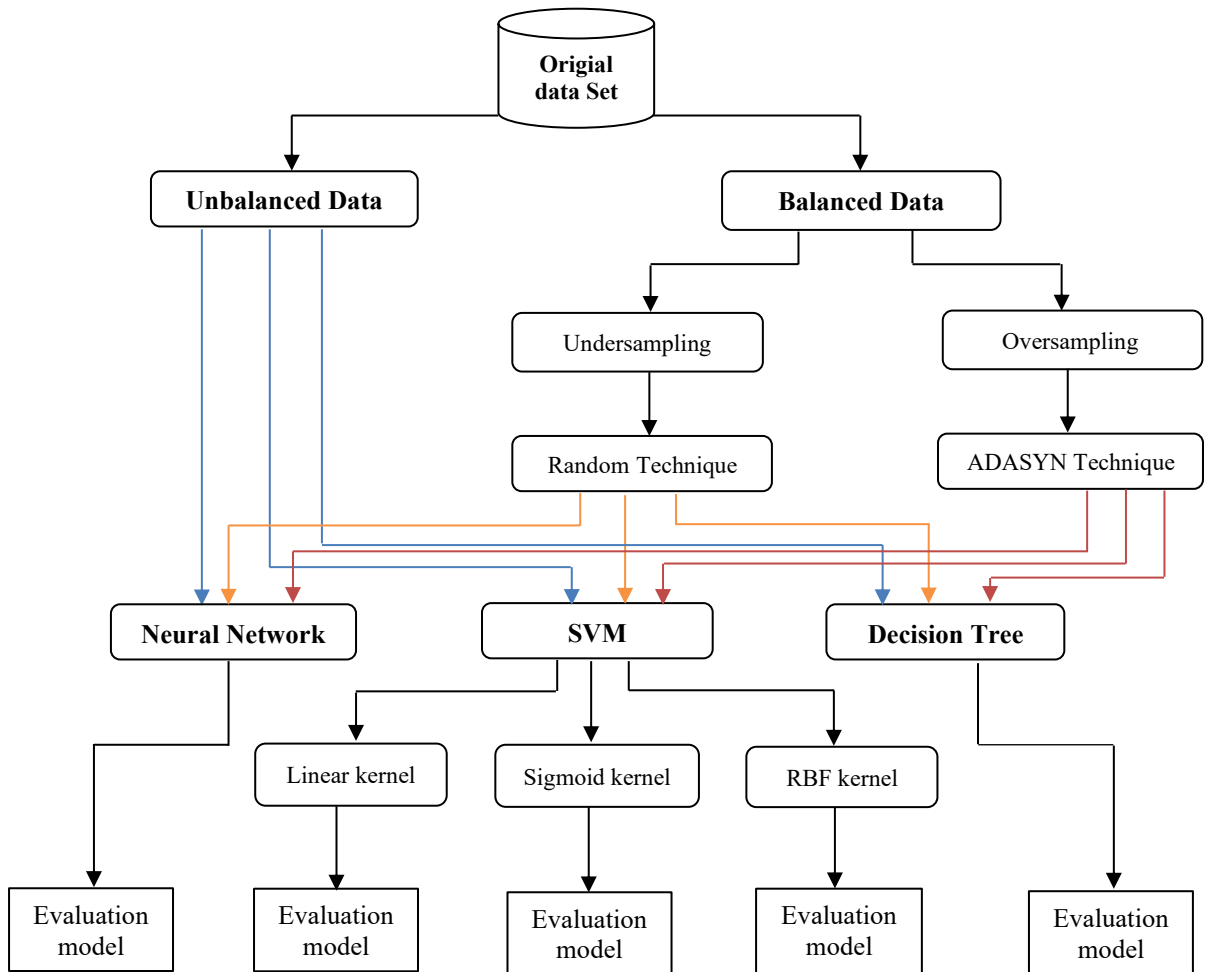 Origial
data Set
Unbalanced Data
Balanced Data
Undersampling
Oversampling
Random Technique
ADASYN Technique
Neural Network
SVM
Decision Tree
Linear kernel
Sigmoid kernel
RBF kernel
Evaluation
model
Evaluation
model
Evaluation
model
Evaluation
model
Evaluation
model